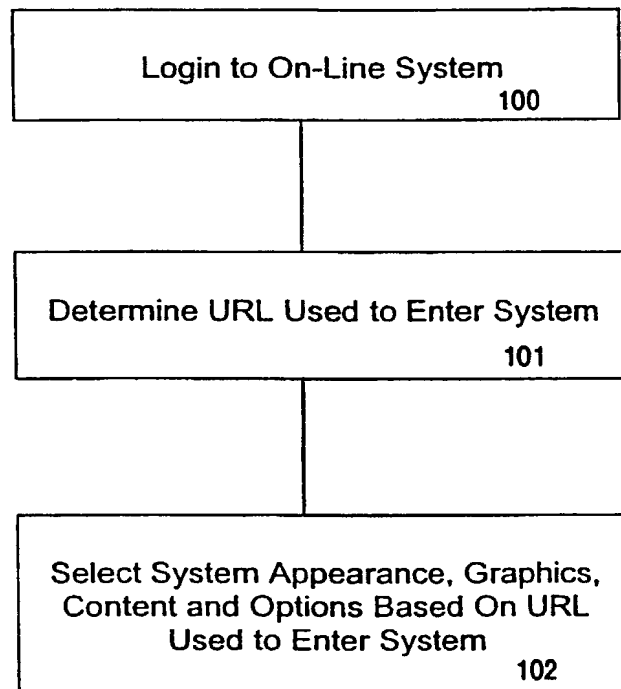 Login to On-Line System
100
Determine URL Used to Enter System
101
Select System Appearance, Graphics,
Content and Options Based On URL
Used to Enter System
102